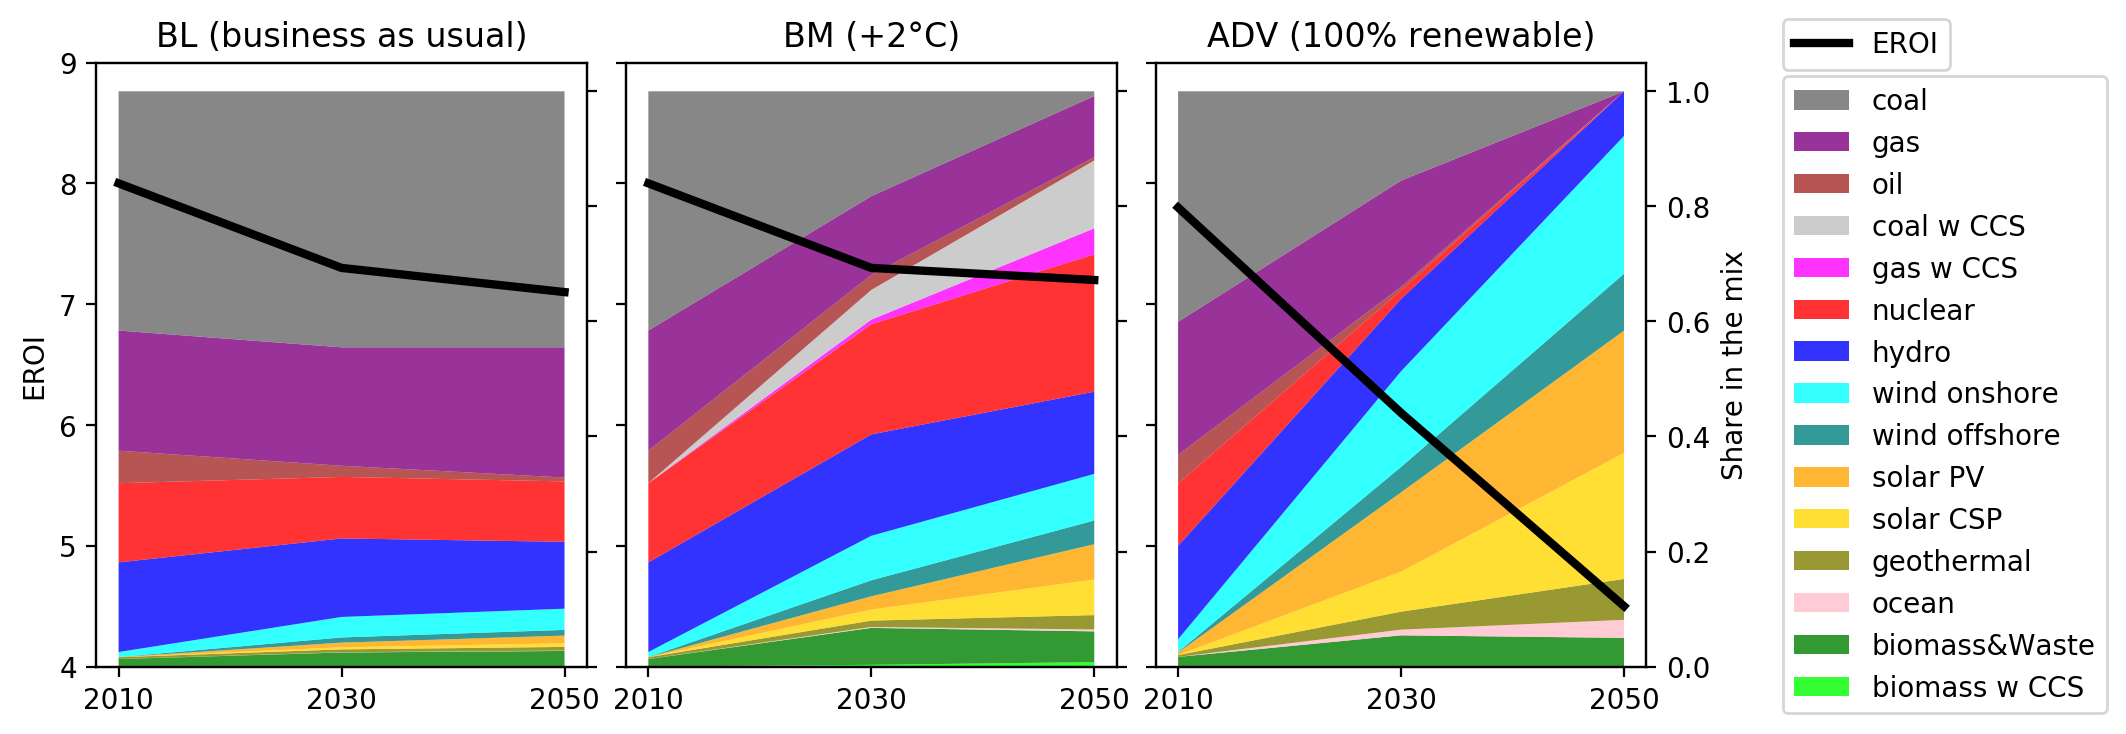 BL (business as usual)
BM (+2°C)
ADV (100% renewable)
EROI
9
8
7
6
5
4
EROI
2010
2030
2050
2010
2030
2050
2010
2030
2050
1.0
0.8
0.6
0.4
0.2
0.0
Share in the mix
coal
gas
oil
coal w CCS
gas w CCS
nuclear
hydro
wind onshore
wind offshore
solar PV
solar CSP
geothermal
ocean
biomass&Waste
biomass w CCS